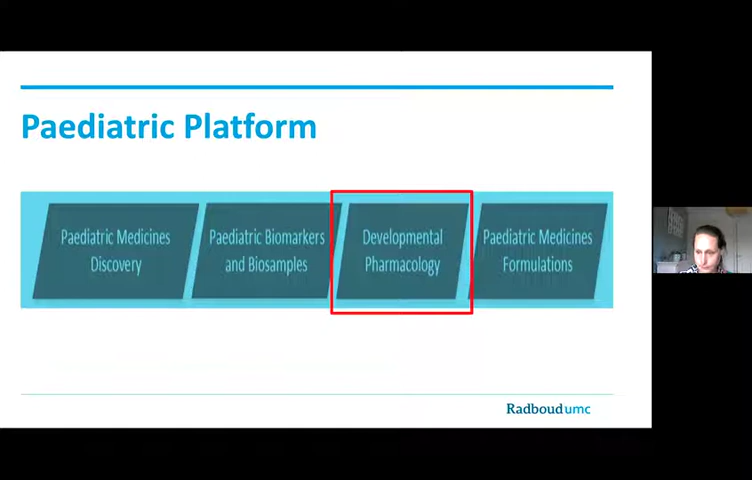 Paediatric Platform
Paediatric Medicines
Discovery
Paediatric Biomarkers
and Biosamples
Developmental
Pharmacology
Paediatric Medicines
Formulations
Radboudumc